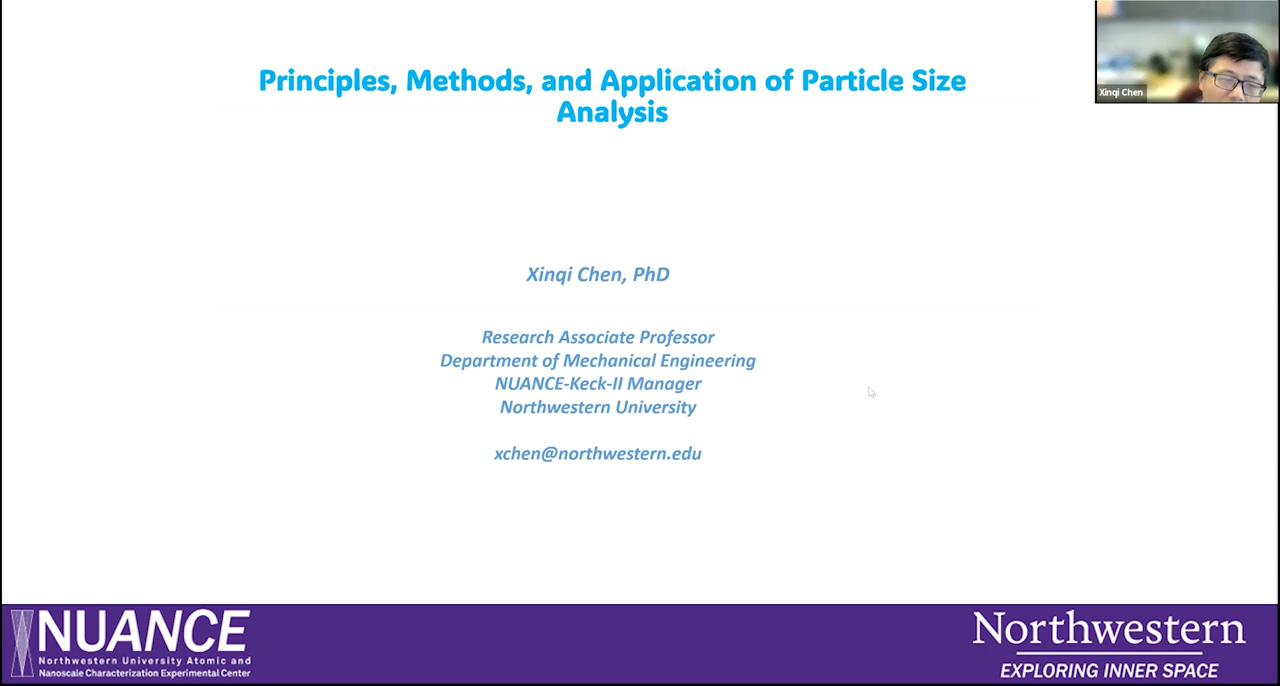 Principles, Methods, and Application of Particle Size
Analysis
Xinqi Chen
Xinqi Chen, PhD
Research Associate Professor
Department of Mechanical Engineering
NUANCE-Keck-II Manager
Northwestern University
xchen@northwestern.edu
NUANCE
Northwestern University Atomic and
Nanoscale Characterization Experimental Center
Northwestern
EXPLORING INNER SPACE